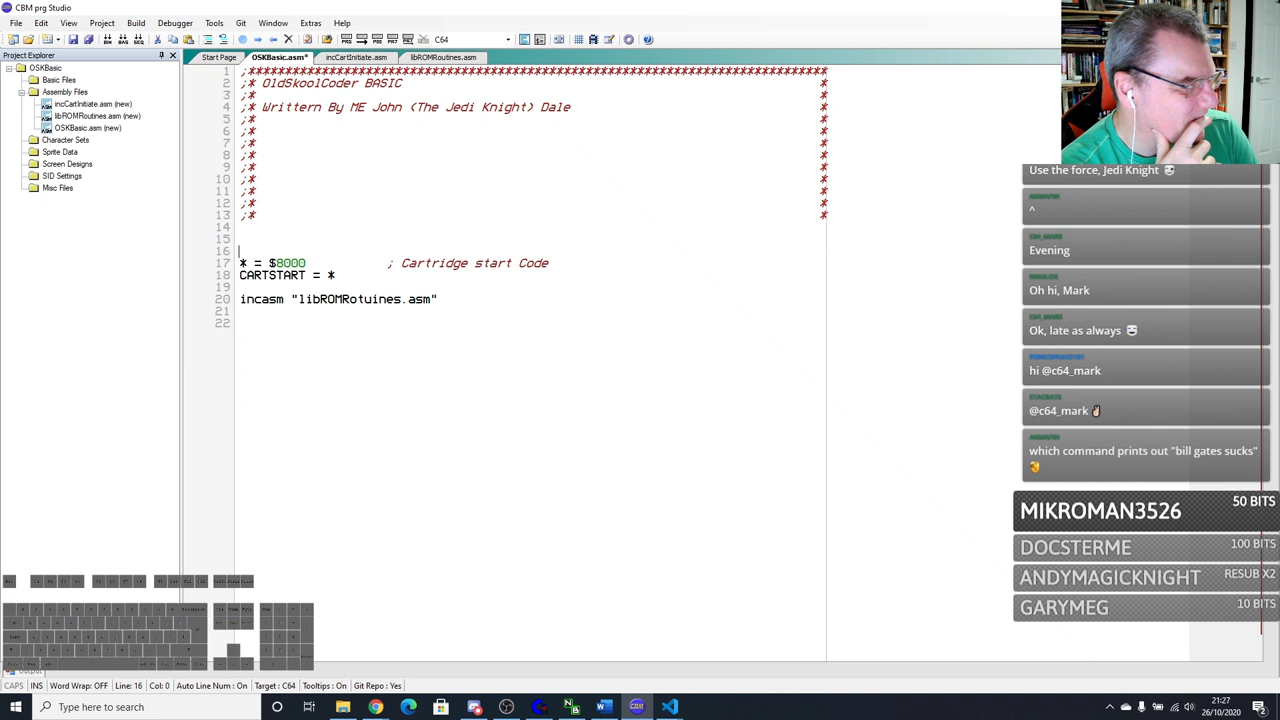 CBM prg Studio
File Edit View Project Build Debugger Tools Git Window Extras Help
C64
Project Explorer
Start Page OSKBasic.asm* incCartInitiate.asm libROMRoutines.asm
OSKBasic
Basic Files
Assembly Files
incCartInitiate.asm (new)
libROMRoutines.asm (new)
OSKBasic.asm (new)
Character Sets
Sprite Data
Screen Designs
SID Settings
Misc Files
1 ;*******************************************************************************
2 ;* OldSkoolCoder BASIC *
3 ;* *
4 ;* Writtern By ME John (The Jedi Knight) Dale *
5 ;* *
6 ;* *
7 ;* *
8 ;* *
9 ;* *
10 ;* *
11 ;* *
12 ;* *
13 ;* *
14
15
16
17 * = $8000 ; Cartridge start Code
18 CARTSTART = *
19
20 incasm "libROMRotuines.asm"
21
22
Use the force, Jedi Knight
^
C64_MARK
Evening
Oh hi, Mark
C64_MARK
Ok, late as always
hi @c64_mark
@c64_mark
which command prints out "bill gates sucks"
MIKROMAN3526 50 BITS
DOCSTERME 100 BITS
ANDYMAGICKNIGHT RESUB X2
GARYMEG 10 BITS
Output
CAPS INS Word Wrap: OFF Line: 16 Col: 0 Auto Line Num : On Target : C64 Tooltips : On Git Repo : Yes
Type here to search
21:27
26/10/2020
2